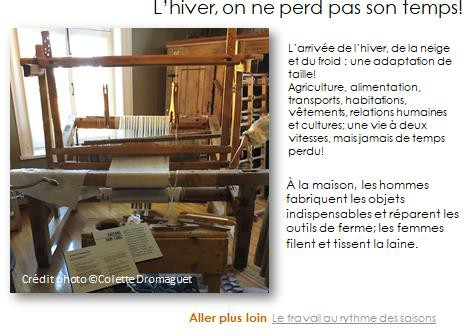 L'hiver, on ne perd pas son temps!
L'arrivée de l'hiver, de la neige
et du froid : une adaptation de
taille!
Agriculture, alimentation,
transports, habitations,
vêtements, relations humaines
et cultures; une vie à deux
vitesses, mais jamais de temps
perdu!
À la maison, les hommes
fabriquent les objets
indispensables et réparent les
outils de ferme; les femmes
filent et tissent la laine.
Crédit photo ©Colette Dromaguet
Aller plus loin Le travail au rythme des saisons